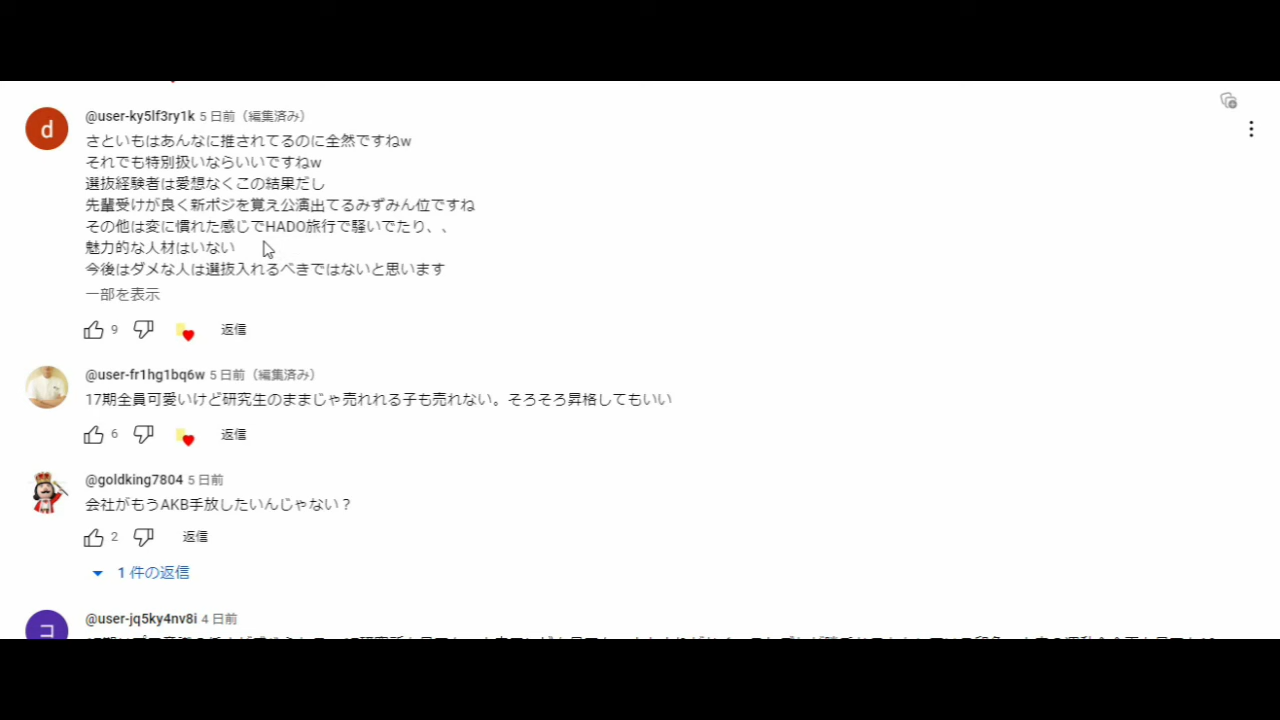 d
@user-ky5lf3ry1k 5 日前（編集済み）
さといもはあんなに推されてるのに全然ですねw
それでも特別扱いならいいですねw
選抜経験者は愛想なくこの結果だし
先輩受けが良く新ポジを覚え公演出てるみずみん位ですね
その他は変に慣れた感じでHADO旅行で騒いでたり、、
魅力的な人材はいない
今後はダメな人は選抜入れるべきではないと思います
一部を表示
9 返信
@user-fr1hg1bq6w 5 日前（編集済み）
17期全員可愛いけど研究生のままじゃ売れれる子も売れない。そろそろ昇格してもいい
6 返信
@goldking7804 5 日前
会社がもうAKB手放したいんじゃない？
2 返信
1 件の返信
@user-jq5ky4nv8i 4 日前
ヨ